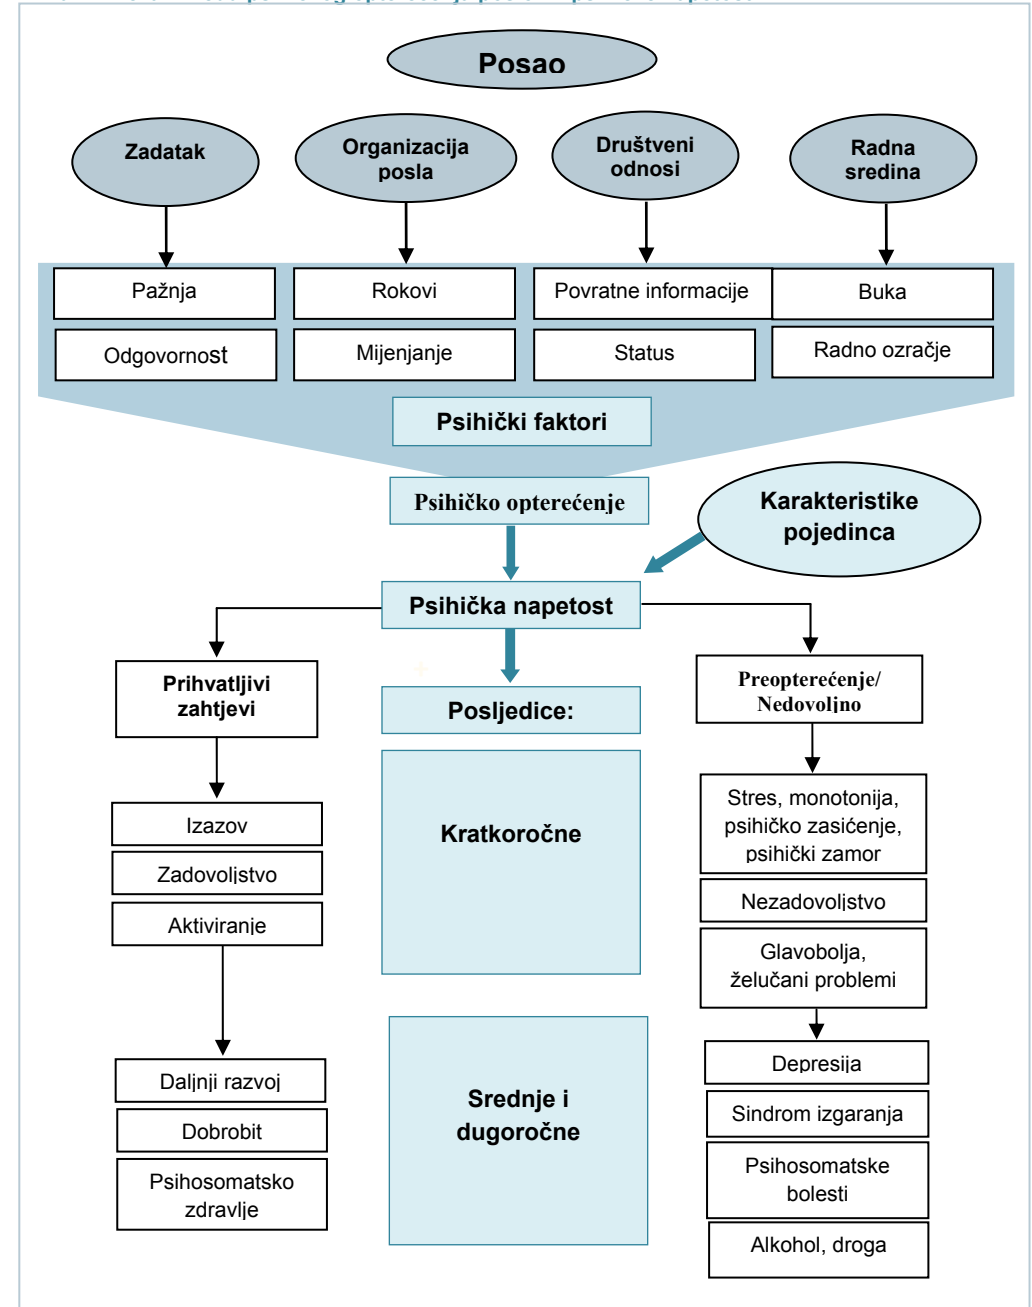 Posao
Zadatak
Organizacija
posla
Društveni
odnosi
Radna
sredina
Pažnja
Rokovi
Povratne informacije
Buka
Odgovornost
Mijenjanje
Status
Radno ozračje
Psihički faktori
Psihičko opterećenje
Karakteristike
pojedinca
Psihička napetost
Prihvatljivi
zahtjevi
Posljedice:
Preopterećenje/
Nedovoljno
Izazov
Zadovoljstvo
Aktiviranje
Kratkoročne
Stres, monotonija,
psihičko zasićenje,
psihički zamor
Nezadovoljstvo
Glavobolja,
želučani problemi
Daljnji razvoj
Dobrobit
Psihosomatsko
zdravlje
Srednje i
dugoročne
Depresija
Sindrom izgaranja
Psihosomatske
bolesti
Alkohol, droga